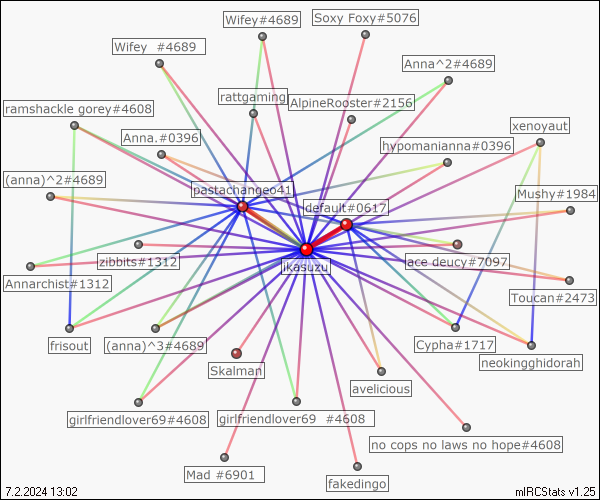 Wifey#4689
Soxy Foxy#5076
Wifey  #4689
Anna^2#4689
rattgaming
AlpineRooster#2156
ramshackle gorey#4608
xenoyaut
Anna.#0396
hypomanianna#0396
(anna)^2#4689
pastachangeo41
Mushy#1984
default#0617
zibbits#1312
iKasuzu
ace deucy#7097
Annarchist#1312
Toucan#2473
frisout
(anna)^3#4689
Cypha#1717
neokingghidorah
Skalman
avelicious
girlfriendlover69#4608
girlfriendlover69  #4608
no cops no laws no hope#4608
Mad #6901
fakedingo
7.2.2024 13:02
mIRCStats v1.25